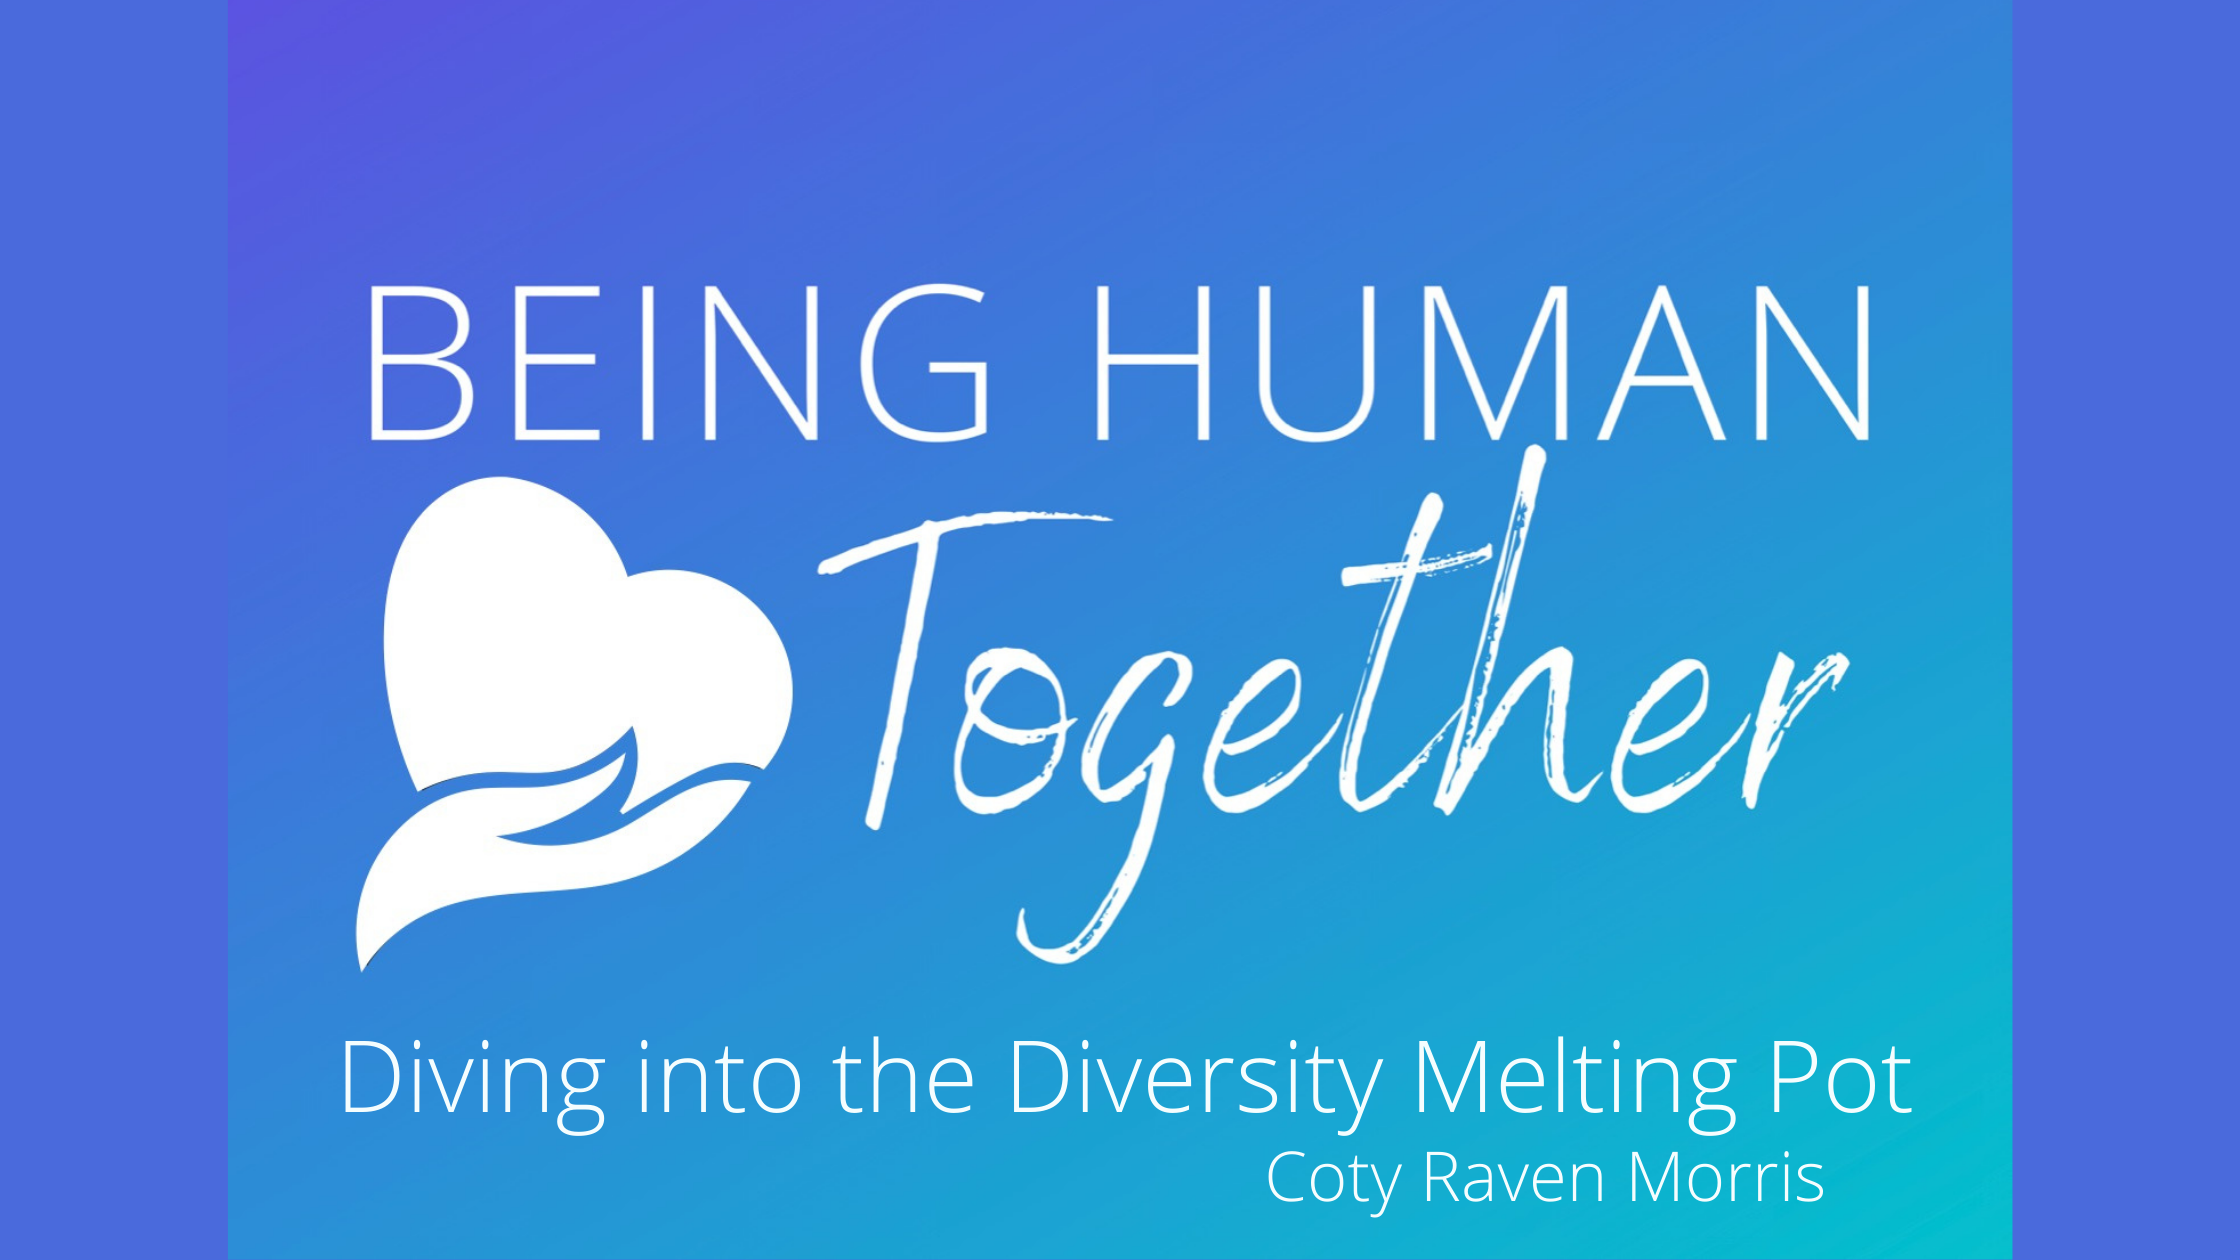 BEING HUMAN
Together
Diving into the Diversity Melting Pot
Coty Raven Morris